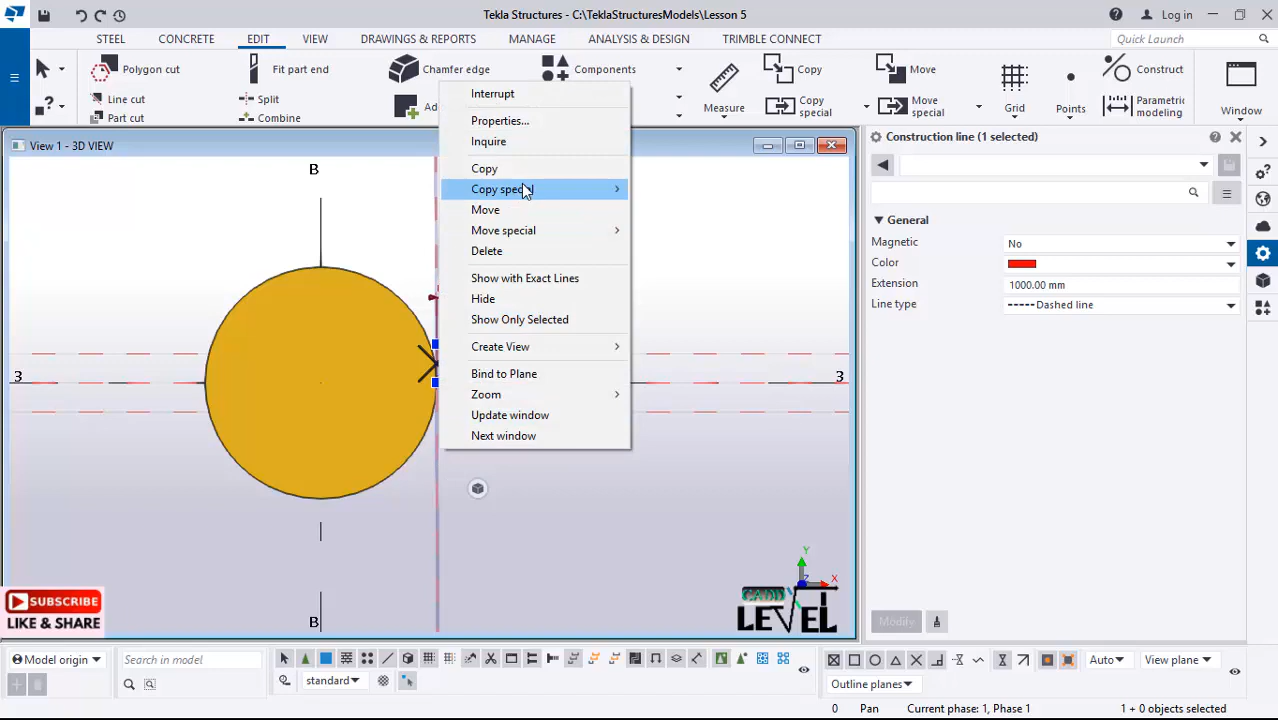 Tekla Structures - C:\TeklaStructuresModels\Lesson 5
Log in
STEEL CONCRETE EDIT VIEW DRAWINGS & REPORTS MANAGE ANALYSIS & DESIGN TRIMBLE CONNECT
Quick Launch
Polygon cut
Fit part end
Chamfer edge
Components
Copy
Move
Construct
Line cut
Split
Part cut
Combine
Measure
Copy special
Move special
Grid
Points
Parametric modeling
Window
View 1 - 3D VIEW
Interrupt
Properties...
Inquire
Copy
Copy special
Move
Move special
Delete
Show with Exact Lines
Hide
Show Only Selected
Create View
Bind to Plane
Zoom
Update window
Next window
B
3
3
B
Y
X
Z
Construction line (1 selected)
General
Magnetic No
Color
Extension 1000.00 mm
Line type Dashed line
Modify
SUBSCRIBE
LIKE & SHARE
CADD
LEVEL
Model origin
Search in model
standard
Auto
View plane
Outline planes
0 Pan Current phase: 1, Phase 1 1 + 0 objects selected